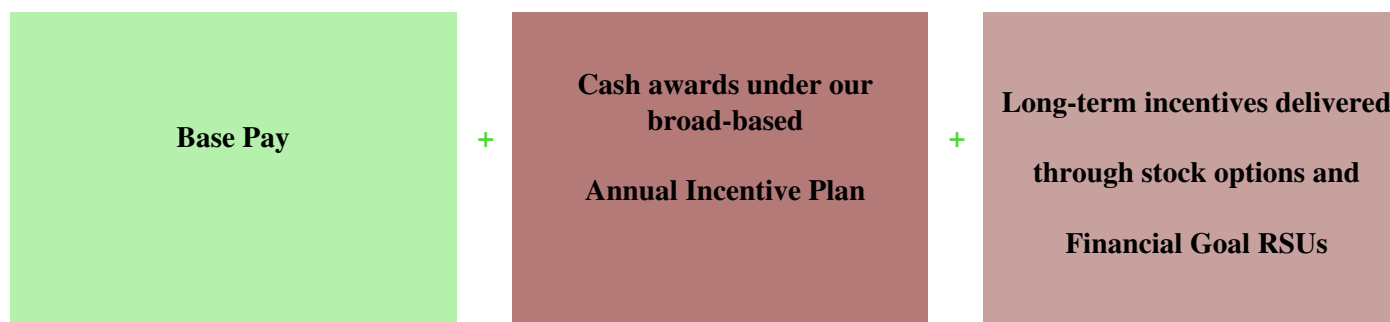 Base Pay
+
Cash awards under our
broad-based
Annual Incentive Plan
+
Long-term incentives delivered
through stock options and
Financial Goal RSUs